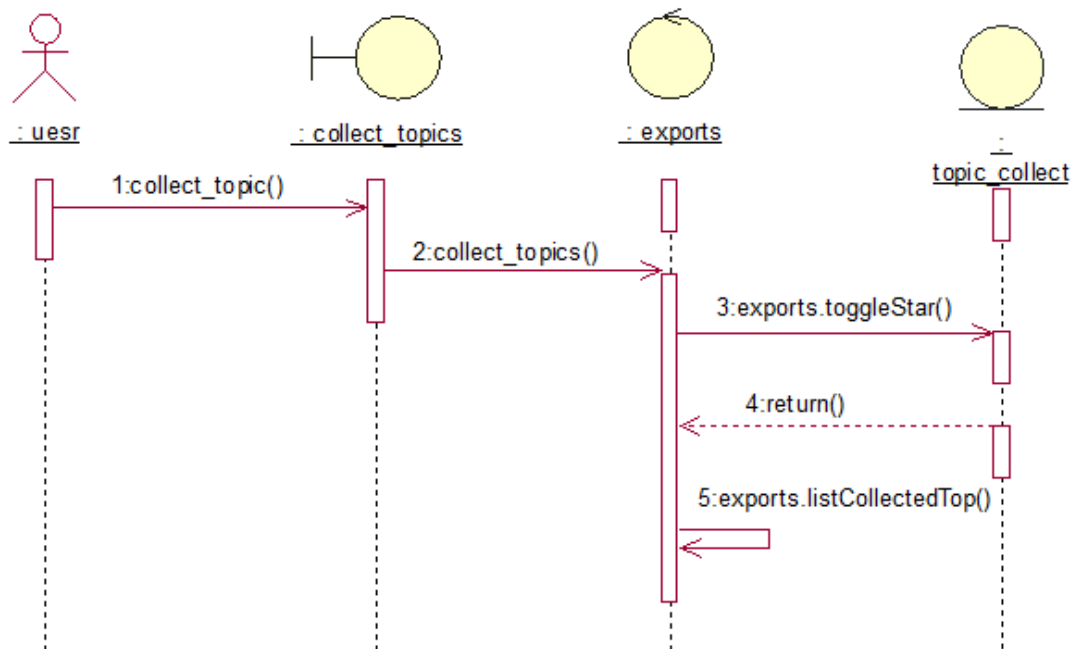 : uesr
: collect_topics
: exports
:
topic_collect
1:collect_topic()
2:collect_topics()
3:exports.toggleStar()
4:return()
5:exports.listCollectedTop()